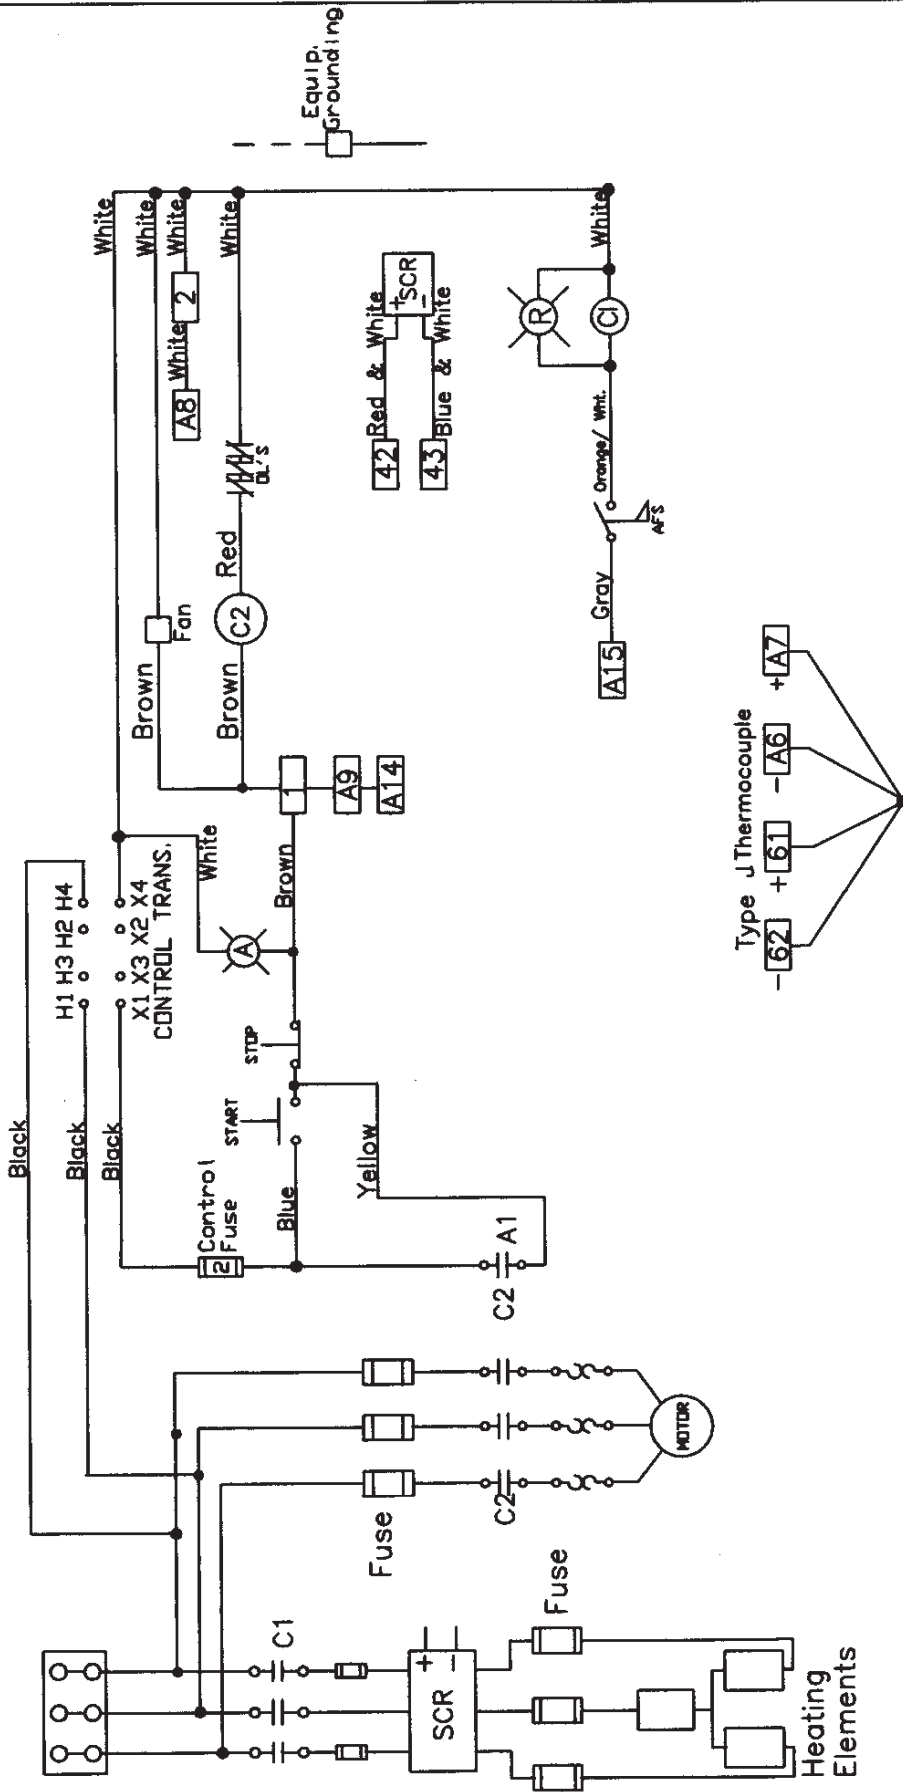 Equip.
Grounding
White
White
White
2
White
A8
White
OL'S
Red
C2
Brown
Fan
Brown
Red & White
42
SCR
+
-
43
Blue & White
R
C1
White
Orange/ Wht.
AFS
Gray
A15
1
A9
A14
White
Brown
A
H1 H3 H2 H4
X1 X3 X2 X4
CONTROL TRANS.
STOP
START
Black
Black
Black
2
Control
Fuse
Blue
Yellow
C2
A1
Type J Thermocouple
- 62
+ 61
- A6
+ A7
Fuse
C2
MOTOR
C1
SCR
+
-
Fuse
Heating
Elements